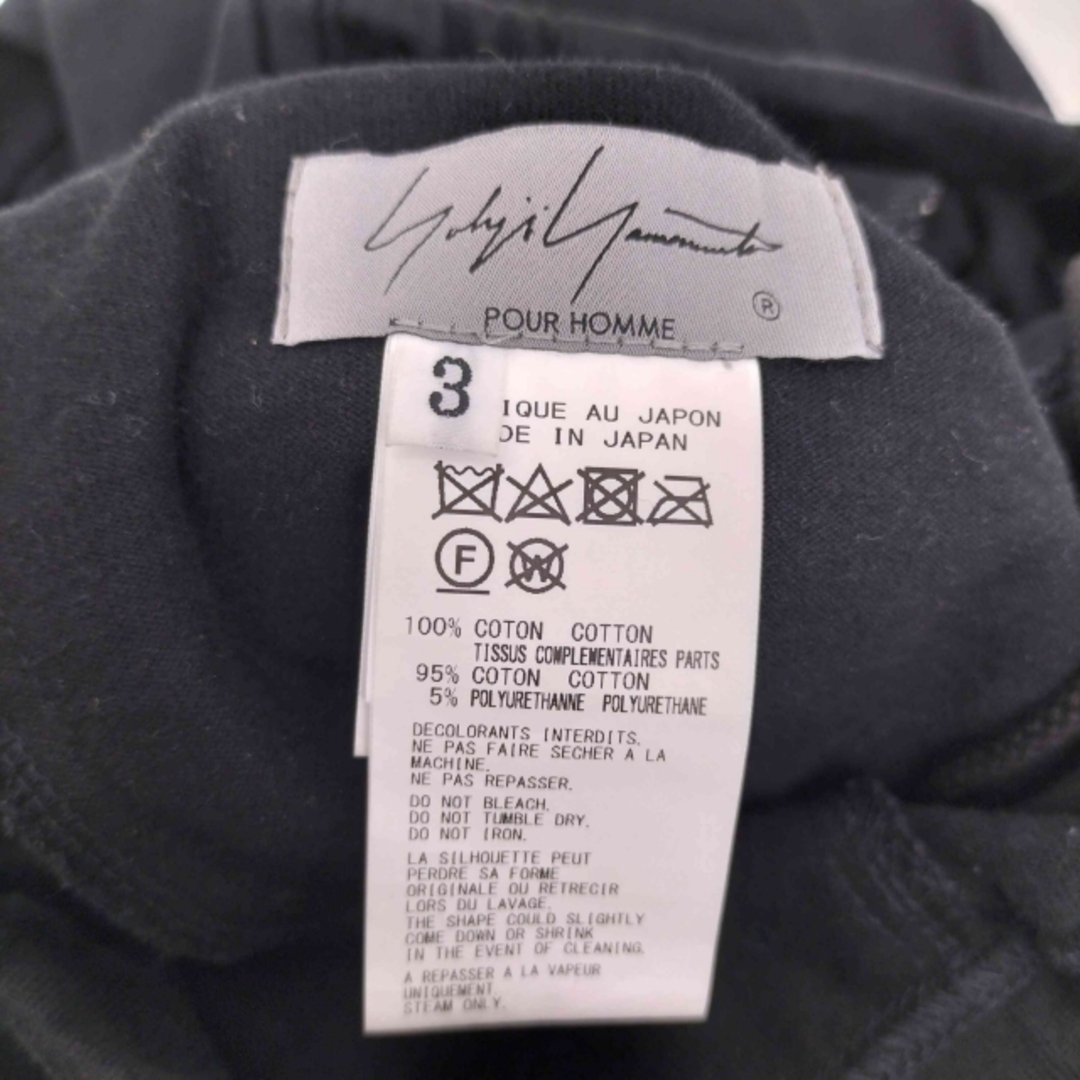 Yohji Yamamoto
®
POUR HOMME
3
IQUE AU JAPON
DE IN JAPAN
F
W
100% COTON COTTON
TISSUS COMPLEMENTAIRES PARTS
95% COTON COTTON
5% POLYURETHANNE POLYURETHANE
DECOLORANTS INTERDITS.
NE PAS FAIRE SECHER A LA
MACHINE.
NE PAS REPASSER.
DO NOT BLEACH.
DO NOT TUMBLE DRY.
DO NOT IRON.
LA SILHOUETTE PEUT
PERDRE SA FORME
ORIGINALE OU RETRECIR
LORS DU LAVAGE.
THE SHAPE COULD SLIGHTLY
COME DOWN OR SHRINK
IN THE EVENT OF CLEANING.
A REPASSER A LA VAPEUR
UNIQUEMENT.
STEAM ONLY.